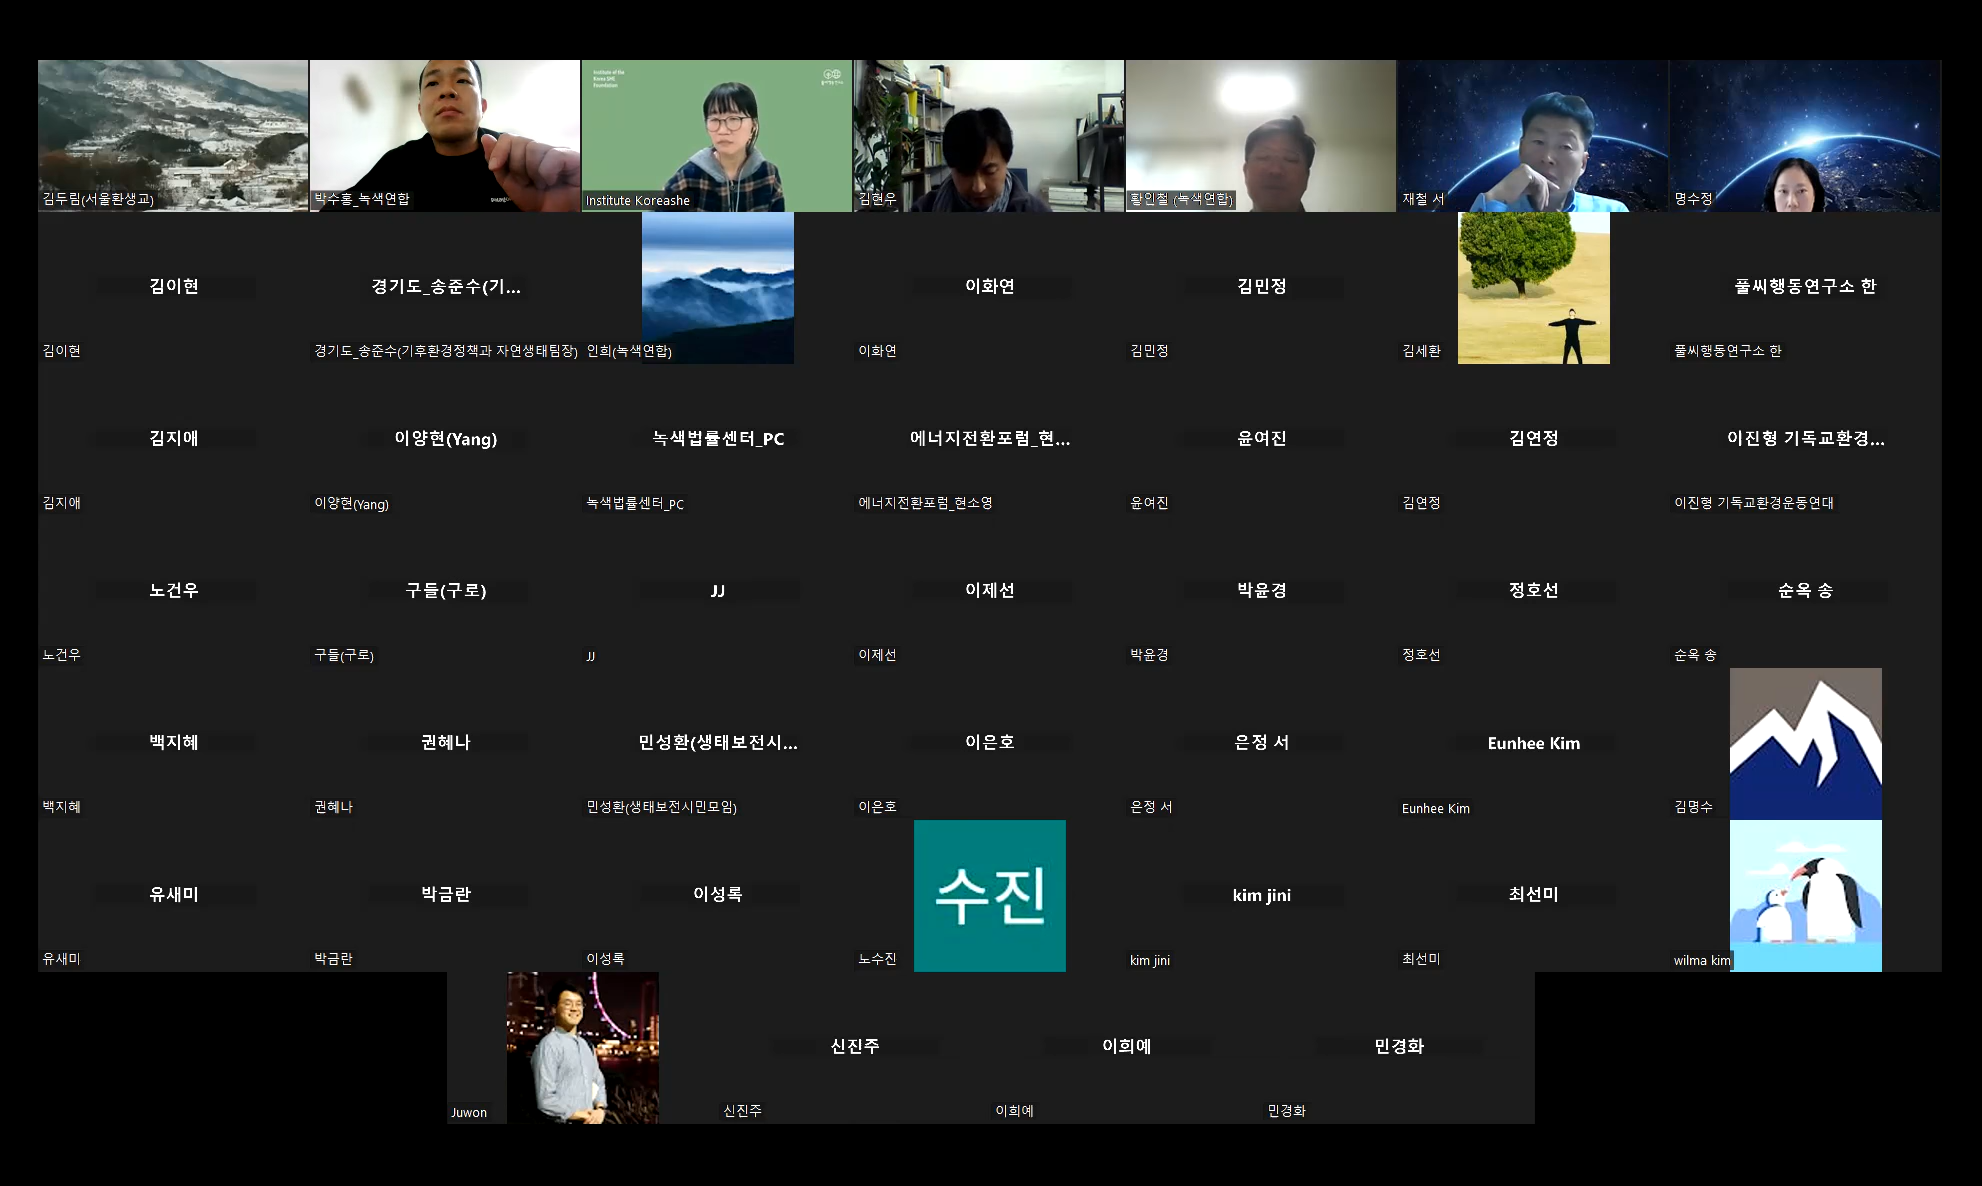 Institute of the
Korea SHE
Foundation
김두림(서울환생교)
박수홍_녹색연합
Institute Koreashe
김현우
황인철 (녹색연합)
재철 서
명수정
김이현
경기도_송준수(기...
이화연
김민정
풀씨행동연구소 한
김이현
경기도_송준수(기후환경정책과 자연생태팀장)
인희(녹색연합)
이화연
김민정
김세환
풀씨행동연구소 한
김지애
이양현(Yang)
녹색법률센터_PC
에너지전환포럼_현...
윤여진
김연정
이진형 기독교환경...
김지애
이양현(Yang)
녹색법률센터_PC
에너지전환포럼_현소영
윤여진
김연정
이진형 기독교환경운동연대
노건우
구들(구로)
JJ
이제선
박윤경
정호선
순옥 송
노건우
구들(구로)
JJ
이제선
박윤경
정호선
순옥 송
백지혜
권혜나
민성환(생태보전시...
이은호
은정 서
Eunhee Kim
백지혜
권혜나
민성환(생태보전시민모임)
이은호
은정 서
Eunhee Kim
김명수
유새미
박금란
이성록
수진
kim jini
최선미
유새미
박금란
이성록
노수진
kim jini
최선미
wilma kim
신진주
이희예
민경화
Juwon
신진주
이희예
민경화